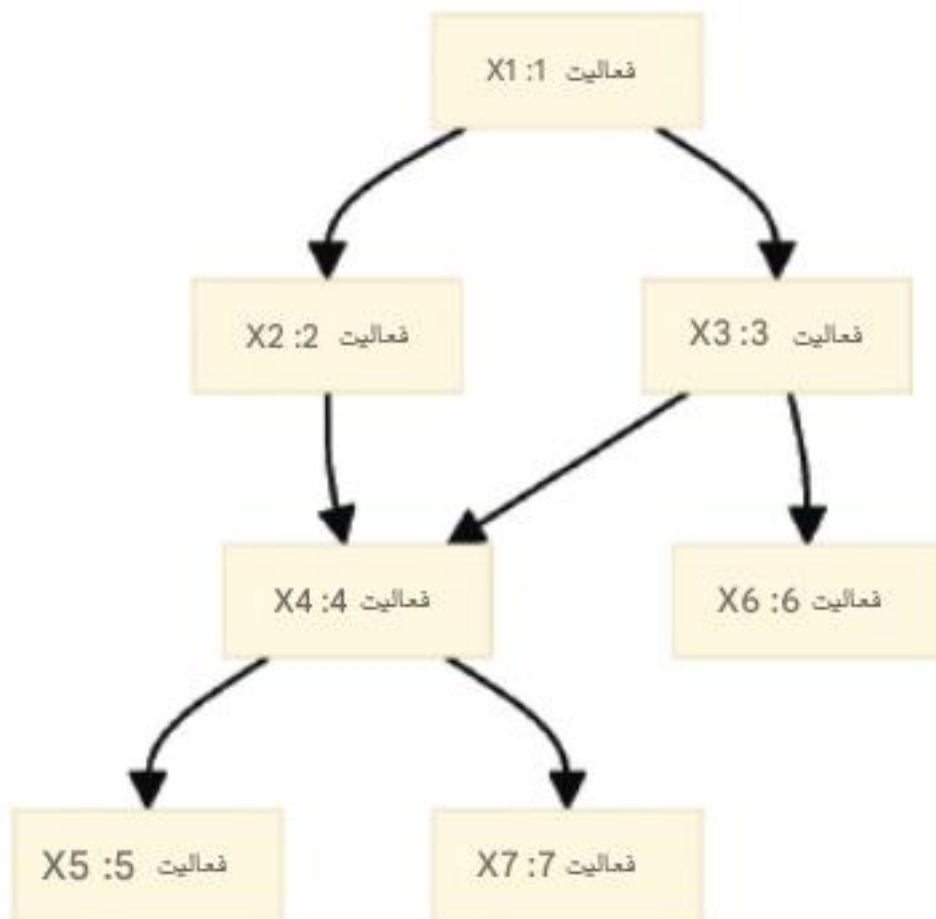 فعالیت 1: X1
فعالیت 2: X2
فعالیت 3: X3
فعالیت 4: X4
فعالیت 6: X6
فعالیت 5: X5
فعالیت 7: X7